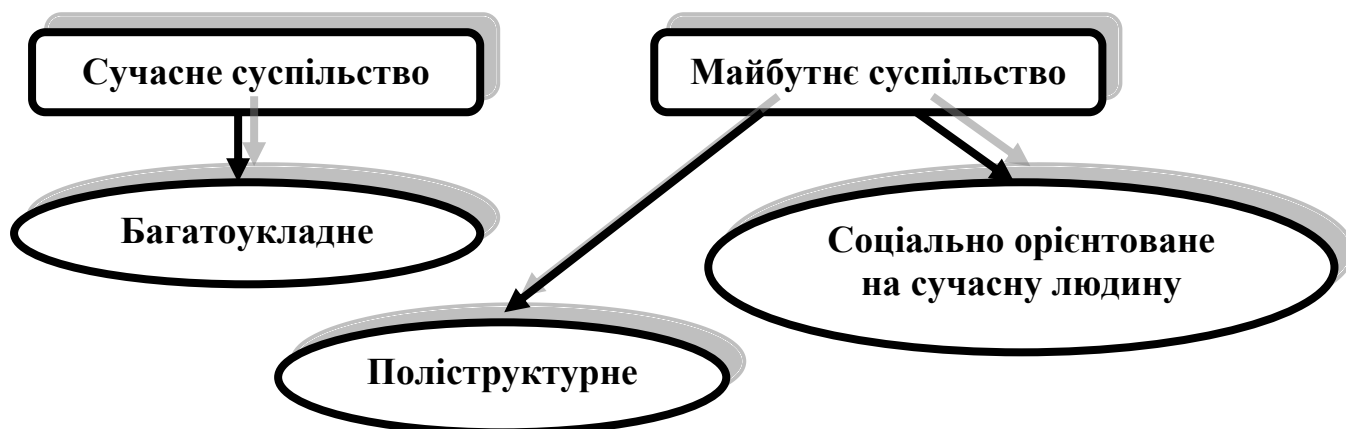 Сучасне суспільство
Майбутнє суспільство
Багатоукладне
Соціально орієнтоване
на сучасну людину
Поліструктурне